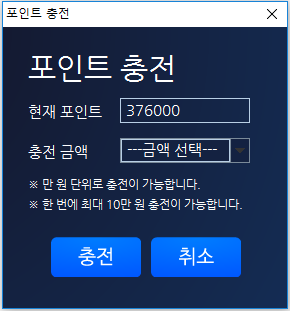 포인트 충전
포인트 충전
현재 포인트 376000
충전 금액 ---금액 선택---
※ 만 원 단위로 충전이 가능합니다.
※ 한 번에 최대 10만 원 충전이 가능합니다.
충전 취소